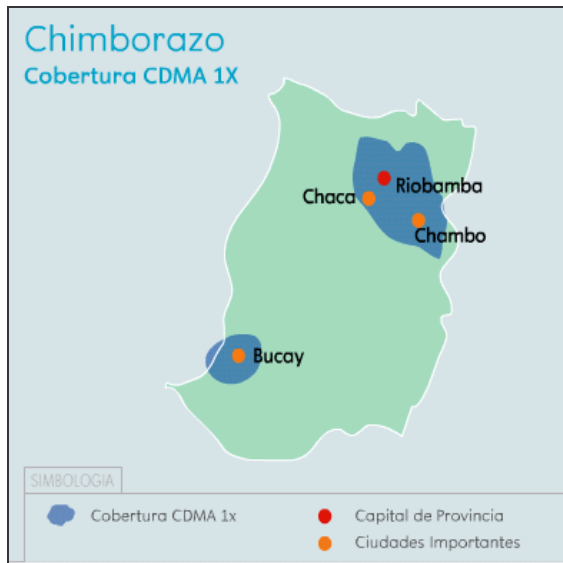 Chimborazo
Cobertura CDMA 1X
Riobamba
Chaca
Chambo
Bucay
SIMBOLOGIA
Cobertura CDMA 1x
Capital de Provincia
Ciudades Importantes